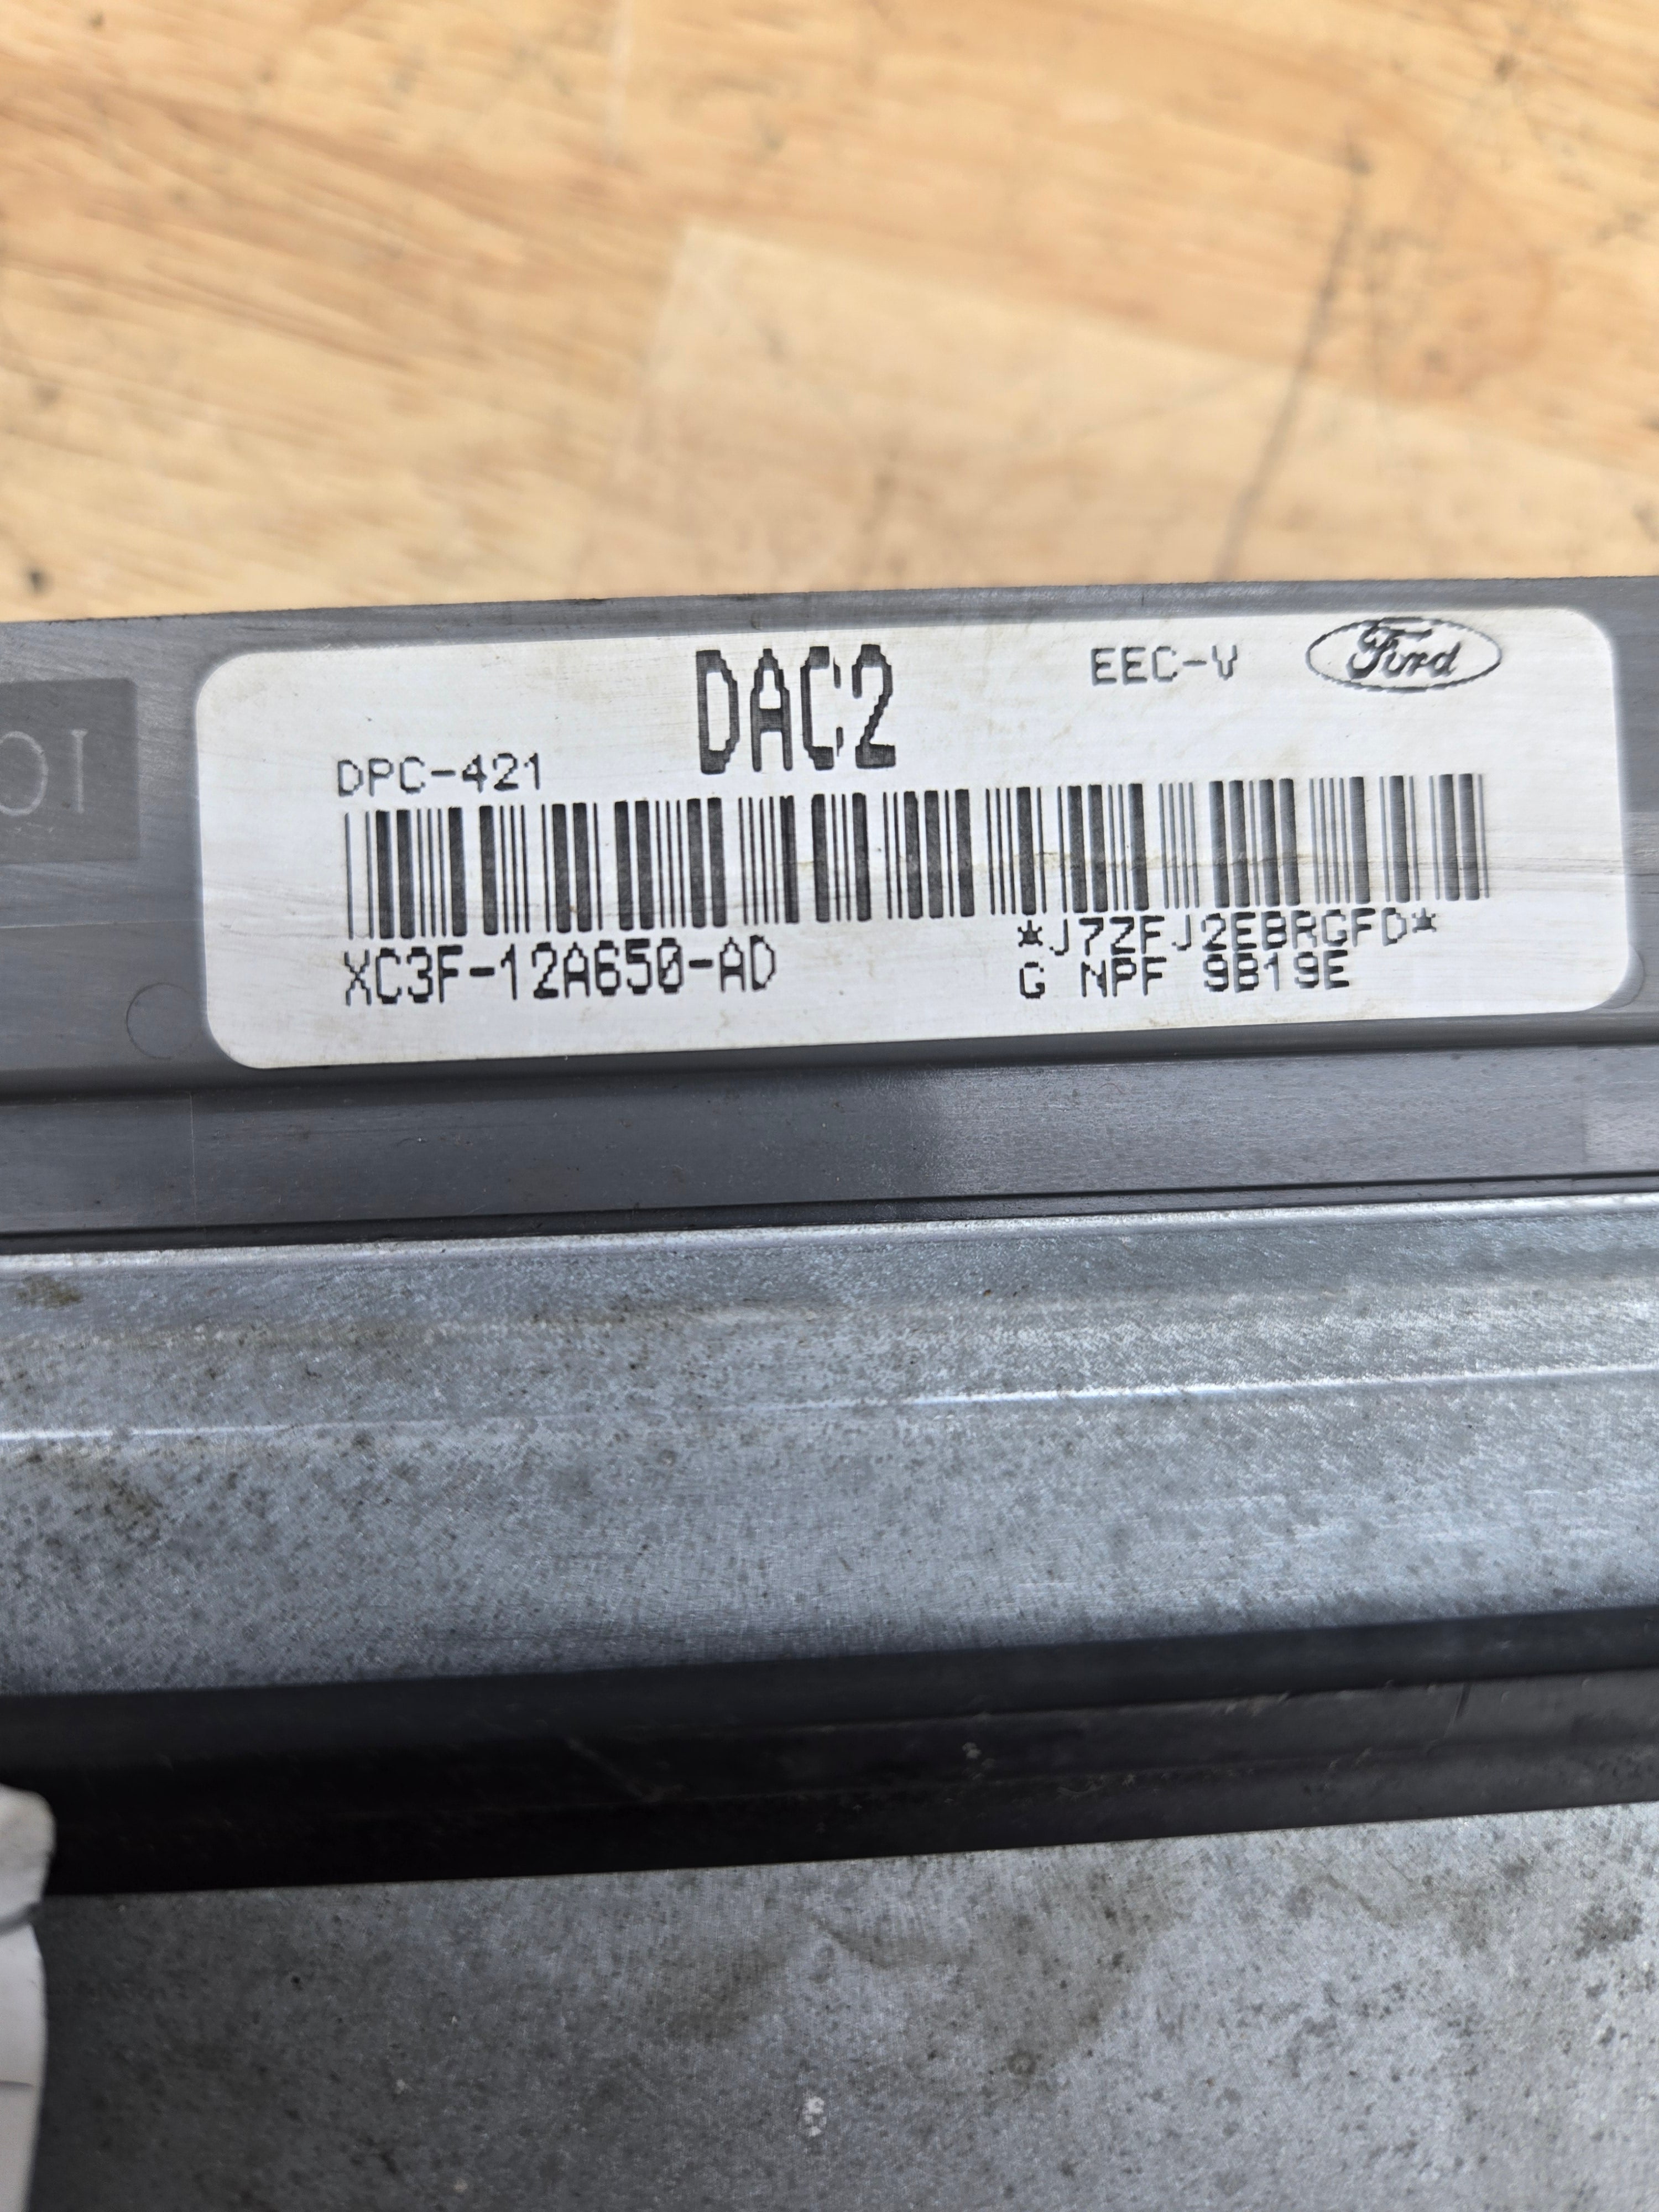 DAC2
EEC-V
Ford
DPC-421
XC3F-12A650-AD
*J7ZFJ2EBRGFD*
G NPF 9B19E